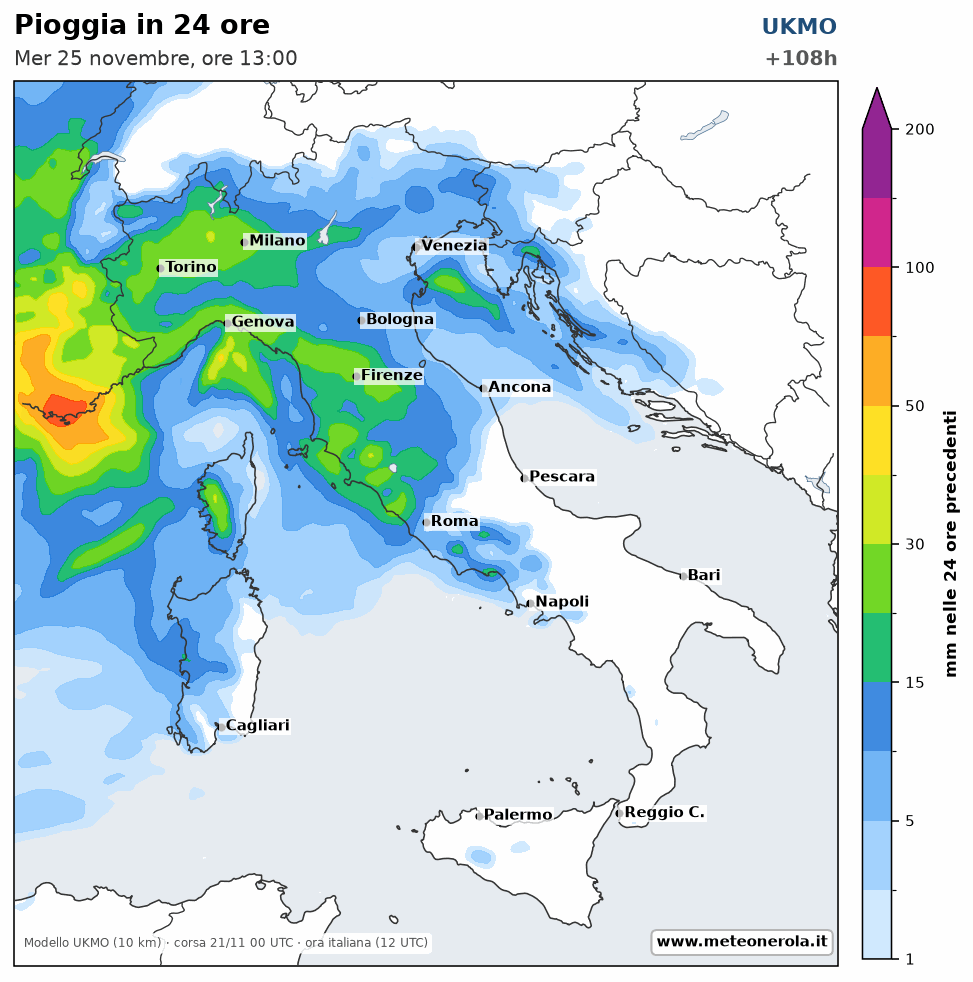 Pioggia in 24 ore
UKMO
Mer 25 novembre, ore 13:00
+108h
200
100
50
30
15
5
1
mm nelle 24 ore precedenti
Milano
Venezia
Torino
Genova
Bologna
Firenze
Ancona
Pescara
Roma
Bari
Napoli
Cagliari
Palermo
Reggio C.
Modello UKMO (10 km) · corsa 21/11 00 UTC · ora italiana (12 UTC)
www.meteonerola.it